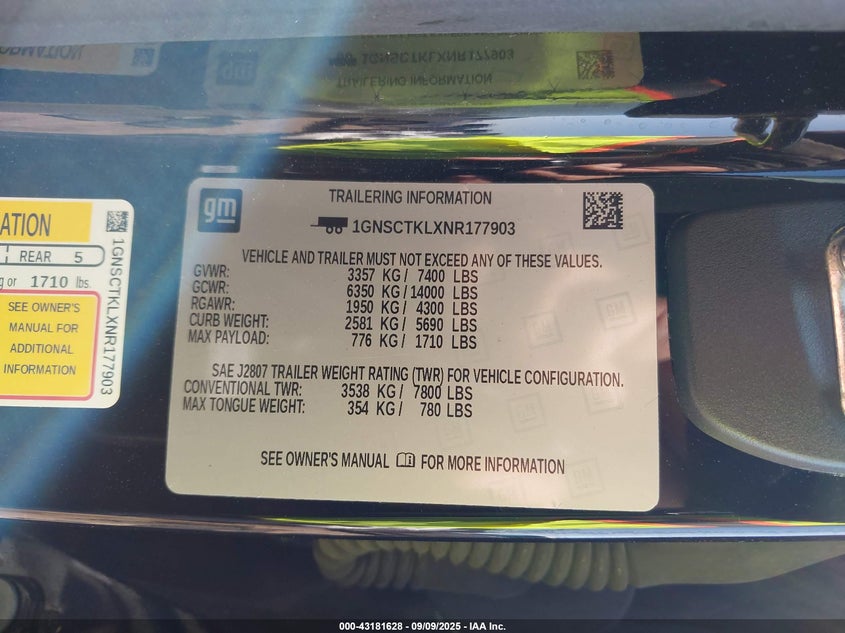 TRAILERING INFORMATION
gm
1GNSCTKLXNR177903
VEHICLE AND TRAILER MUST NOT EXCEED ANY OF THESE VALUES.
GVWR: 3357 KG / 7400 LBS
GCWR: 6350 KG / 14000 LBS
RGAWR: 1950 KG / 4300 LBS
CURB WEIGHT: 2581 KG / 5690 LBS
MAX PAYLOAD: 776 KG / 1710 LBS
SAE J2807 TRAILER WEIGHT RATING (TWR) FOR VEHICLE CONFIGURATION.
CONVENTIONAL TWR: 3538 KG / 7800 LBS
MAX TONGUE WEIGHT: 354 KG / 780 LBS
SEE OWNER'S MANUAL FOR MORE INFORMATION
REAR 5
or 1710 lbs.
SEE OWNER'S
MANUAL FOR
ADDITIONAL
INFORMATION
1GNSCTKLXNR177903
000-43181628 - 09/09/2025 - IAA Inc.